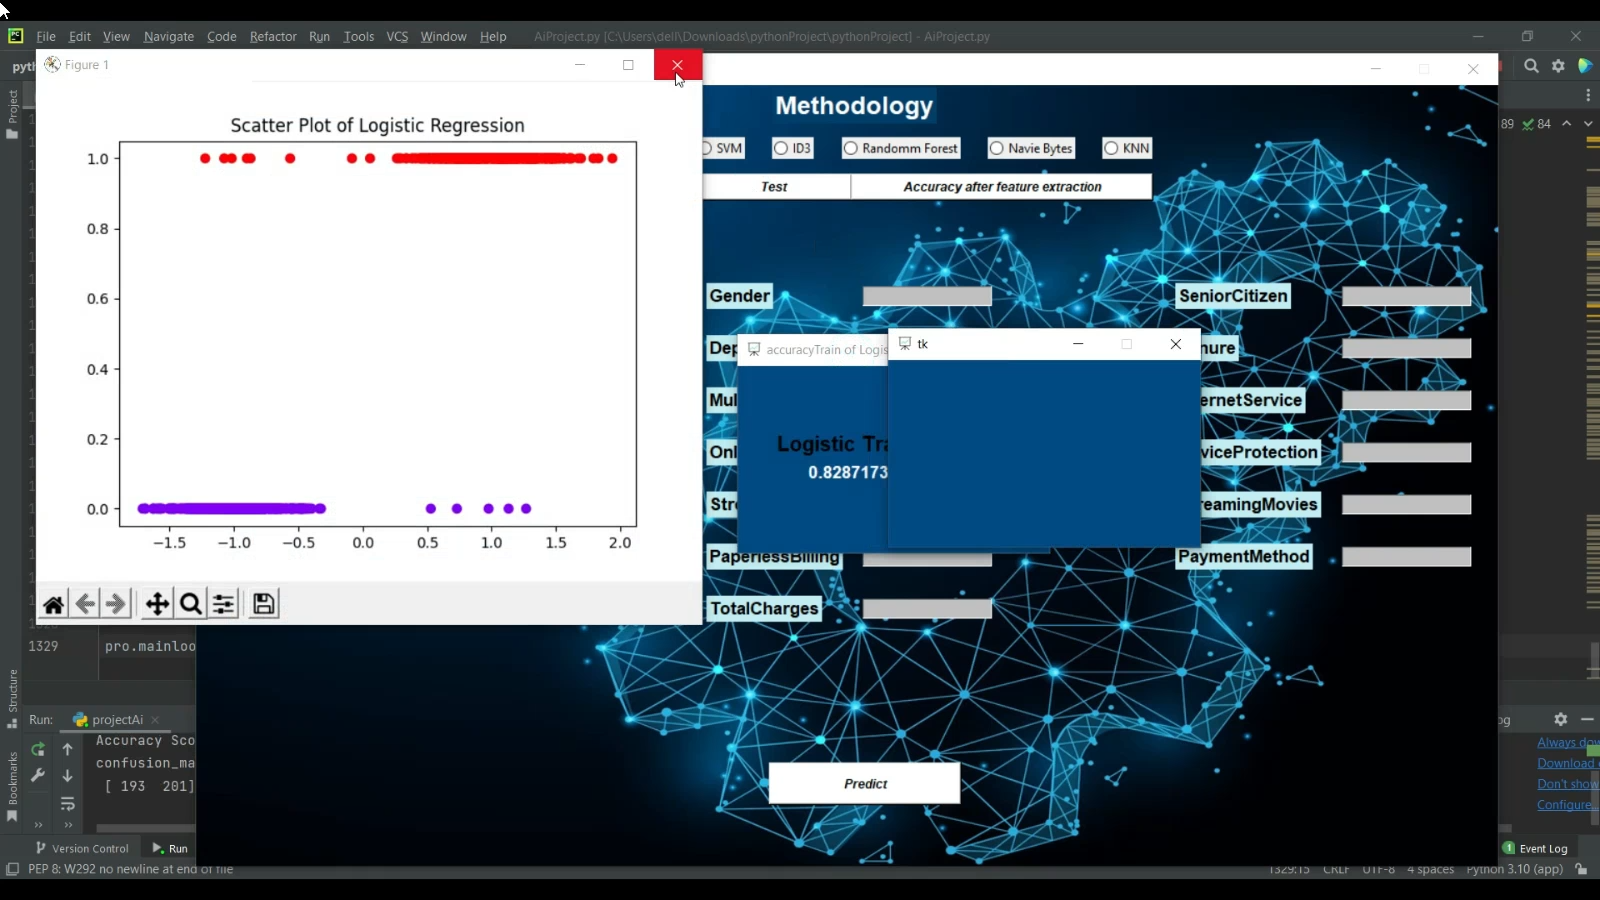 File Edit View Navigate Code Refactor Run Tools VCS Window Help AiProject.py [C:\Users\dell\Downloads\pythonProject\pythonProject] - AiProject.py
pyth
Figure 1
Project
89 84
Methodology
Scatter Plot of Logistic Regression
SVM ID3 Randomm Forest Navie Bytes KNN
Test Accuracy after feature extraction
1.0
0.8
0.6
0.4
0.2
0.0
−1.5 −1.0 −0.5 0.0 0.5 1.0 1.5 2.0
Gender SeniorCitizen
Dep nure
accuracyTrain of Logis
tk
Mul ernetService
Logistic Tra
0.8287173
Onl viceProtection
Stre reamingMovies
PaperlessBilling PaymentMethod
TotalCharges
1329 pro.mainloo
Structure
Bookmarks
Run: projectAi
Accuracy Sco
confusion_ma
[ 193 201]
Predict
og
Always dow
Download
Don't show
Configure...
Version Control Run Event Log
PEP 8: W292 no newline at end of file 1329:15 CRLF UTF-8 4 spaces Python 3.10 (app)